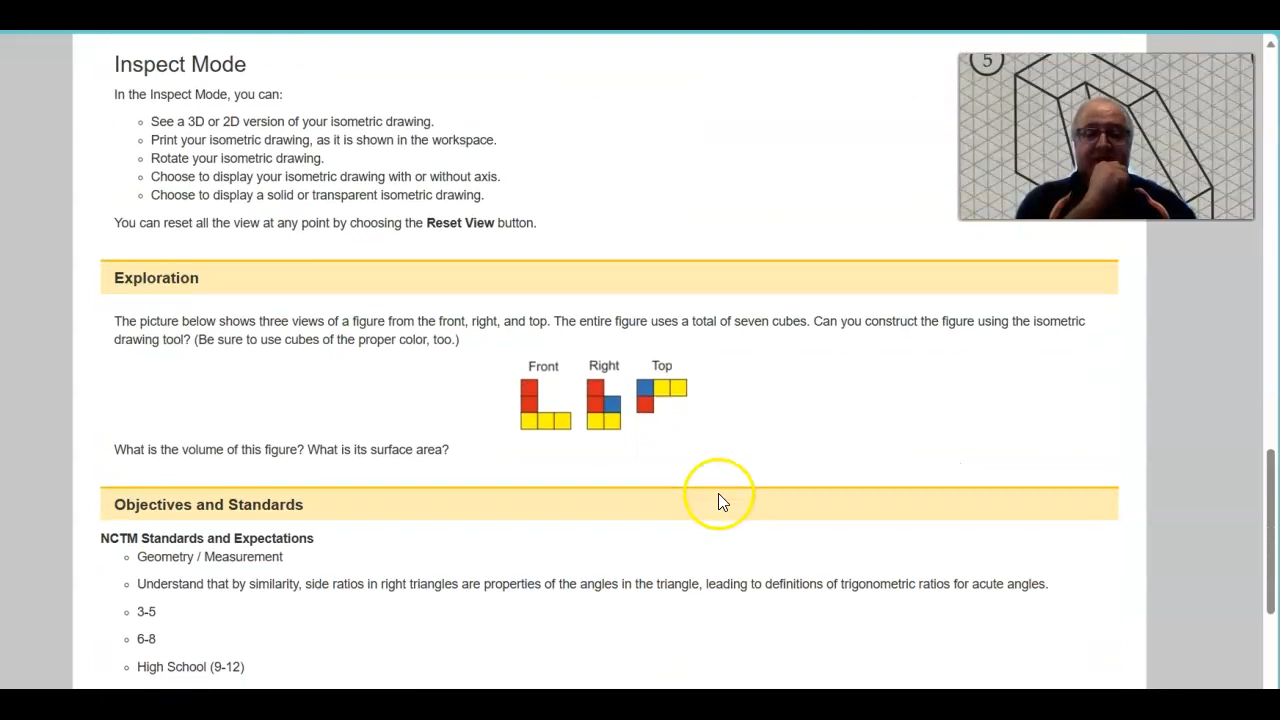 Inspect Mode
5
In the Inspect Mode, you can:
See a 3D or 2D version of your isometric drawing.
Print your isometric drawing, as it is shown in the workspace.
Rotate your isometric drawing.
Choose to display your isometric drawing with or without axis.
Choose to display a solid or transparent isometric drawing.
You can reset all the view at any point by choosing the Reset View button.
Exploration
The picture below shows three views of a figure from the front, right, and top. The entire figure uses a total of seven cubes. Can you construct the figure using the isometric
drawing tool? (Be sure to use cubes of the proper color, too.)
Front Right Top
What is the volume of this figure? What is its surface area?
Objectives and Standards
NCTM Standards and Expectations
Geometry / Measurement
Understand that by similarity, side ratios in right triangles are properties of the angles in the triangle, leading to definitions of trigonometric ratios for acute angles.
3-5
6-8
High School (9-12)